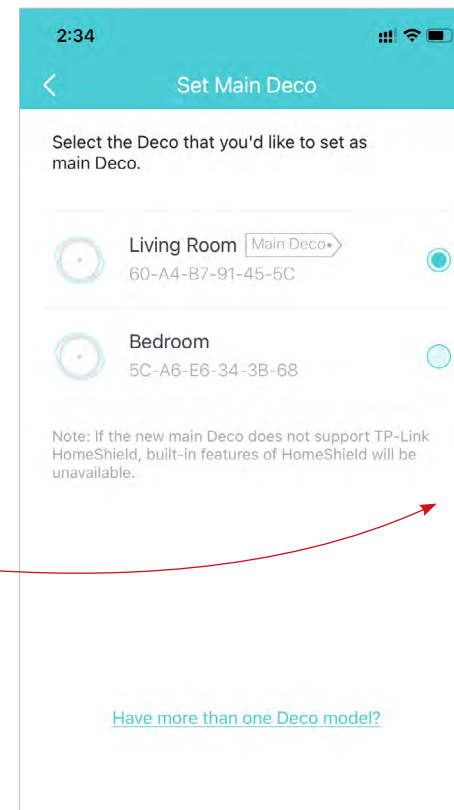 2:34
Set Main Deco
Select the Deco that you'd like to set as
main Deco.
Living Room Main Deco
60-A4-B7-91-45-5C
Bedroom
5C-A6-E6-34-3B-68
Note: If the new main Deco does not support TP-Link
HomeShield, built-in features of HomeShield will be
unavailable.
Have more than one Deco model?